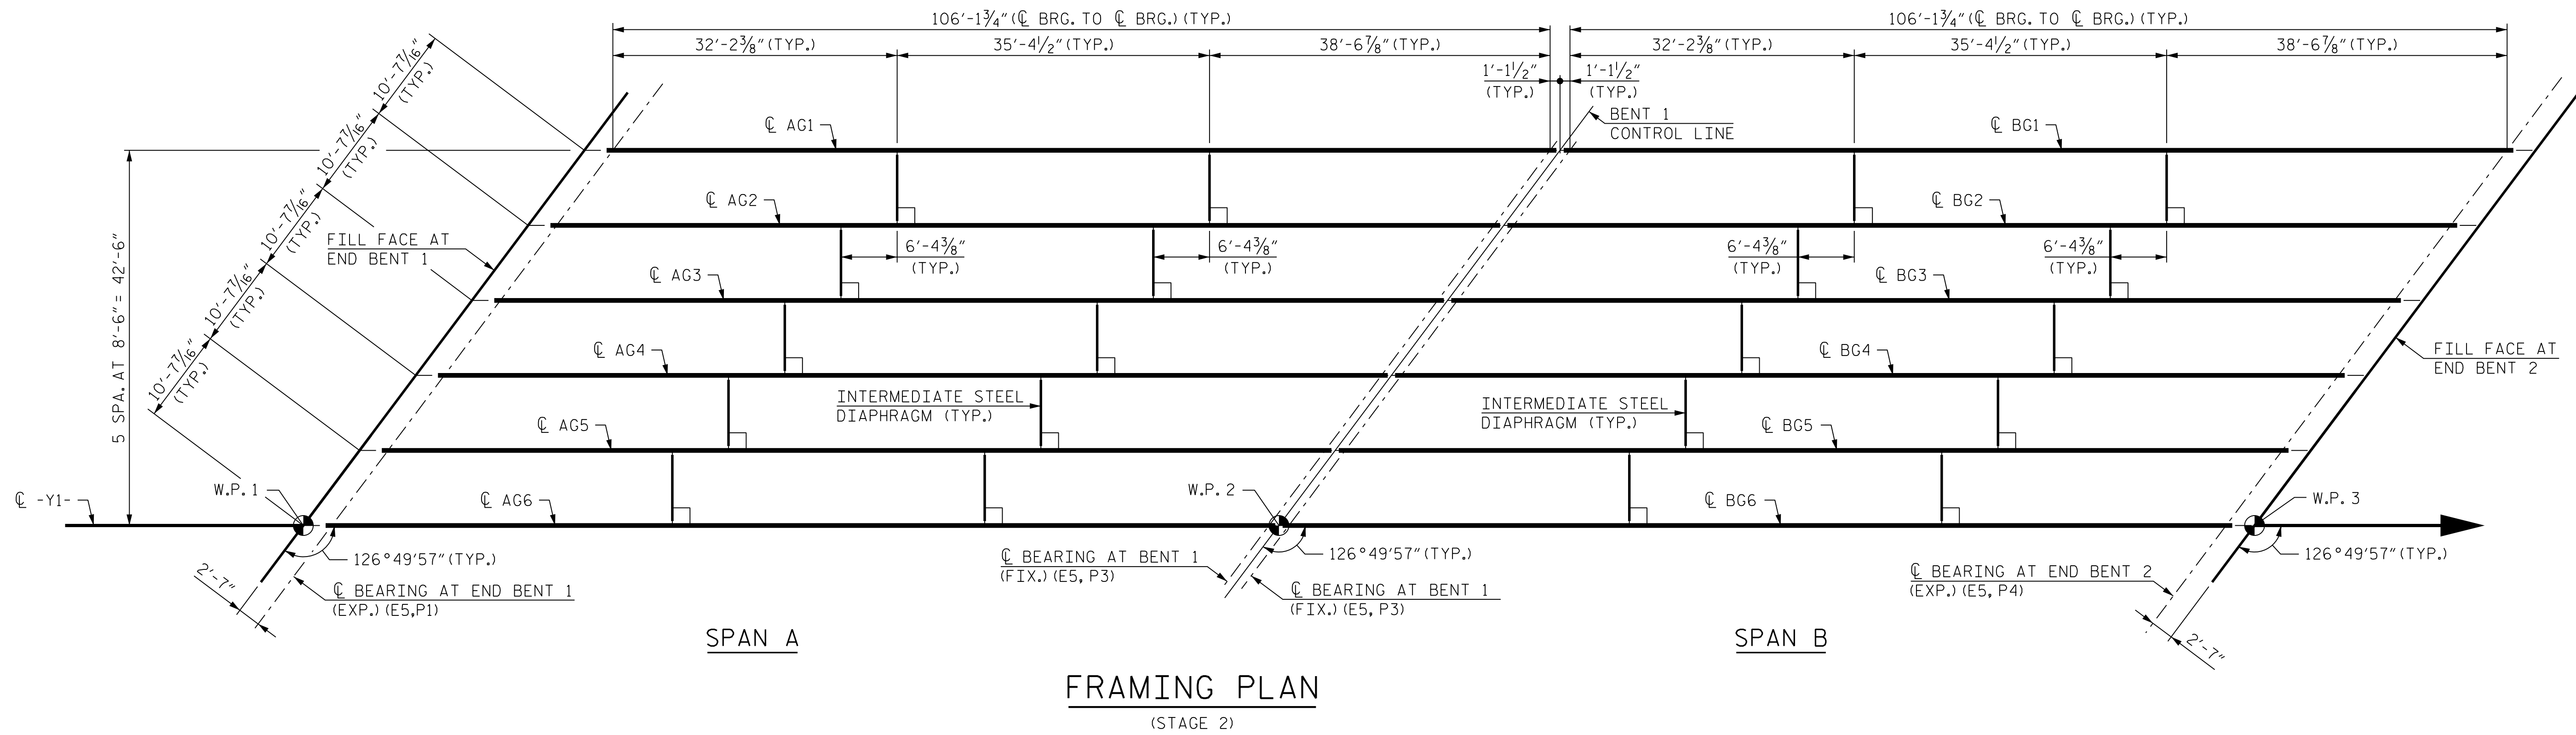 106'-1¾" (℄ BRG. TO ℄ BRG.) (TYP.)
106'-1¾" (℄ BRG. TO ℄ BRG.) (TYP.)
32'-2⅜" (TYP.)
35'-4½" (TYP.)
38'-6⅞" (TYP.)
32'-2⅜" (TYP.)
35'-4½" (TYP.)
38'-6⅞" (TYP.)
1'-1½"
(TYP.)
1'-1½"
(TYP.)
10'-7⁷⁄₁₆"
(TYP.)
10'-7⁷⁄₁₆"
(TYP.)
10'-7⁷⁄₁₆"
(TYP.)
10'-7⁷⁄₁₆"
(TYP.)
10'-7⁷⁄₁₆"
(TYP.)
5 SPA. AT 8'-6" = 42'-6"
BENT 1
CONTROL LINE
℄ AG1
℄ BG1
℄ AG2
℄ BG2
FILL FACE AT
END BENT 1
6'-4⅜"
(TYP.)
6'-4⅜"
(TYP.)
6'-4⅜"
(TYP.)
6'-4⅜"
(TYP.)
℄ AG3
℄ BG3
℄ AG4
℄ BG4
FILL FACE AT
END BENT 2
INTERMEDIATE STEEL
DIAPHRAGM (TYP.)
INTERMEDIATE STEEL
DIAPHRAGM (TYP.)
℄ AG5
℄ BG5
℄ -Y1-
W.P. 1
℄ AG6
W.P. 2
℄ BG6
W.P. 3
126°49'57" (TYP.)
126°49'57" (TYP.)
126°49'57" (TYP.)
2'-7"
℄ BEARING AT END BENT 1
(EXP.) (E5,P1)
℄ BEARING AT BENT 1
(FIX.) (E5, P3)
℄ BEARING AT BENT 1
(FIX.) (E5, P3)
℄ BEARING AT END BENT 2
(EXP.) (E5, P4)
2'-7"
SPAN A
SPAN B
FRAMING PLAN
(STAGE 2)